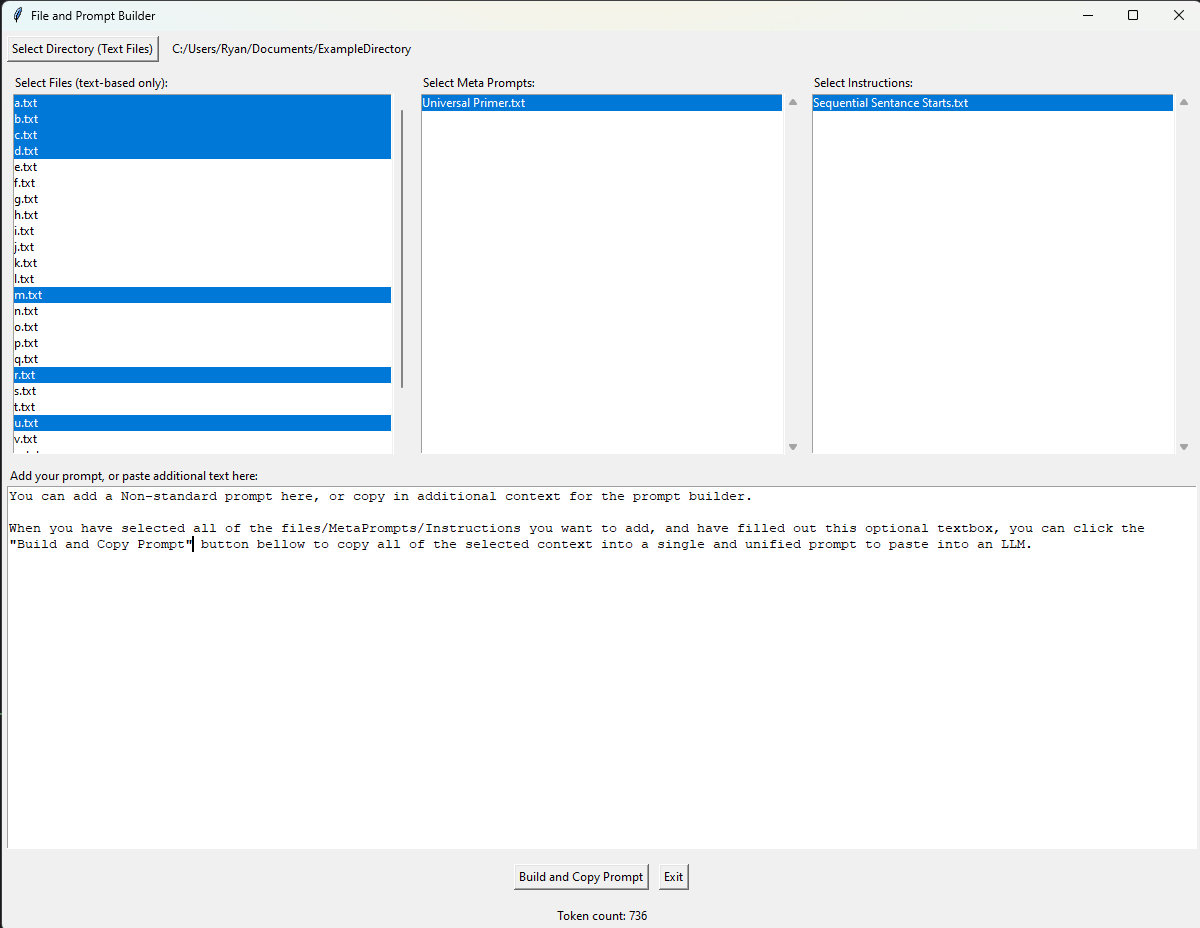 File and Prompt Builder
Select Directory (Text Files) C:/Users/Ryan/Documents/ExampleDirectory
Select Files (text-based only):
a.txt
b.txt
c.txt
d.txt
e.txt
f.txt
g.txt
h.txt
i.txt
j.txt
k.txt
l.txt
m.txt
n.txt
o.txt
p.txt
q.txt
r.txt
s.txt
t.txt
u.txt
v.txt
Select Meta Prompts:
Universal Primer.txt
Select Instructions:
Sequential Sentance Starts.txt
Add your prompt, or paste additional text here:
You can add a Non-standard prompt here, or copy in additional context for the prompt builder.
When you have selected all of the files/MetaPrompts/Instructions you want to add, and have filled out this optional textbox, you can click the
"Build and Copy Prompt" button bellow to copy all of the selected context into a single and unified prompt to paste into an LLM.
Build and Copy Prompt Exit
Token count: 736